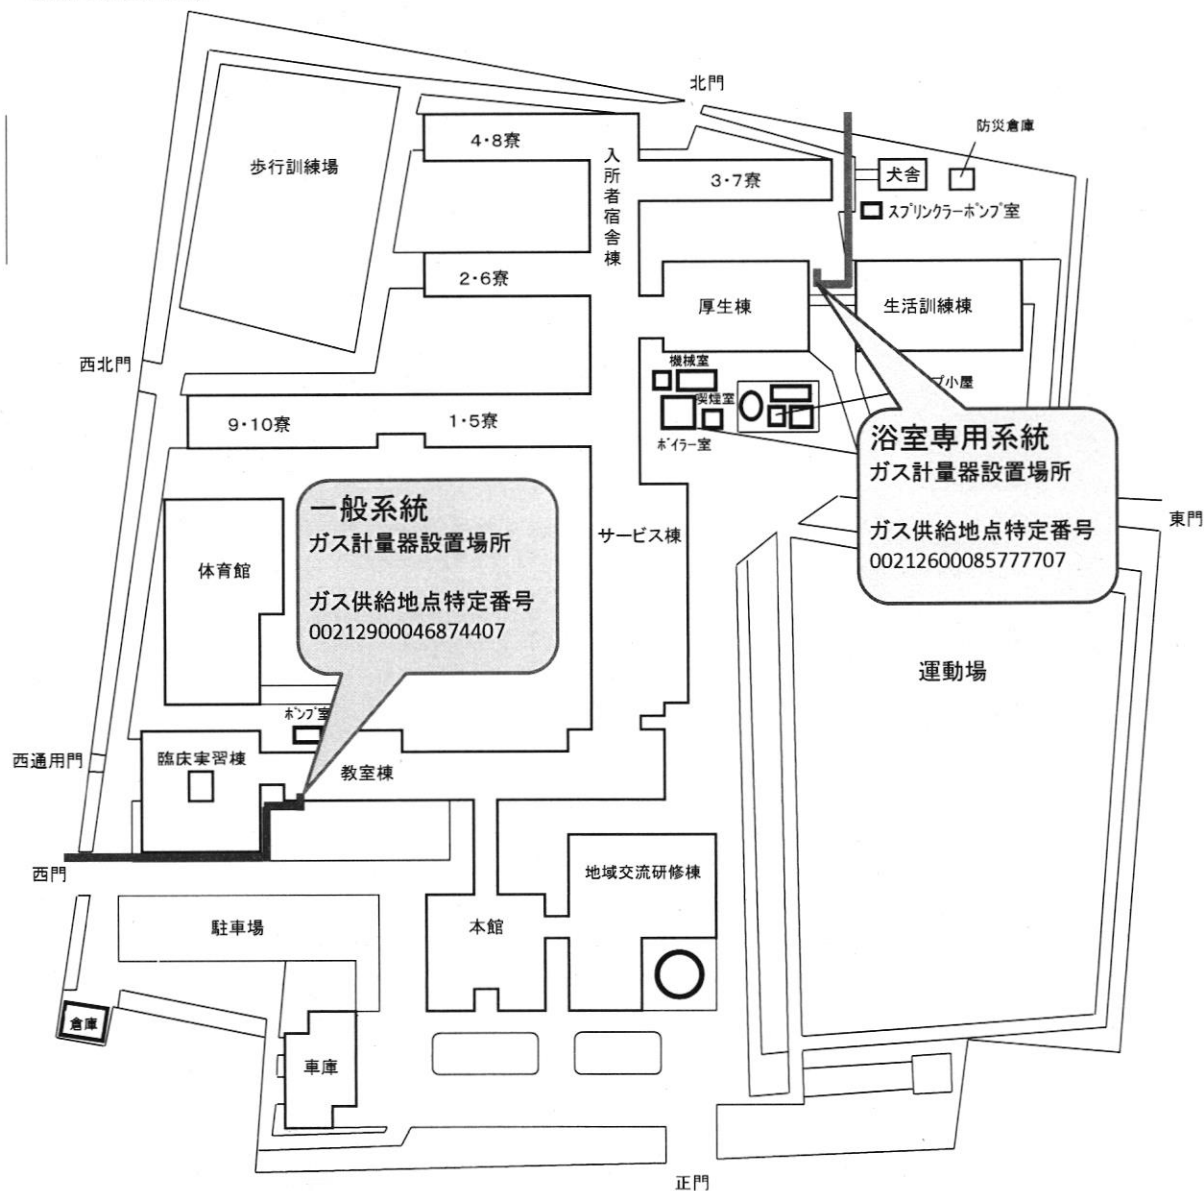 北門
防災倉庫
4・8寮
歩行訓練場
入所者宿舎棟
3・7寮
犬舎
スプリンクラーポンプ室
2・6寮
厚生棟
生活訓練棟
西北門
機械室
プ小屋
喫煙室
9・10寮
1・5寮
ボイラー室
浴室専用系統
ガス計量器設置場所
ガス供給地点特定番号
00212600085777707
一般系統
ガス計量器設置場所
ガス供給地点特定番号
00212900046874407
東門
サービス棟
体育館
運動場
ポンプ室
西通用門
臨床実習棟
教室棟
西門
地域交流研修棟
駐車場
本館
倉庫
車庫
正門